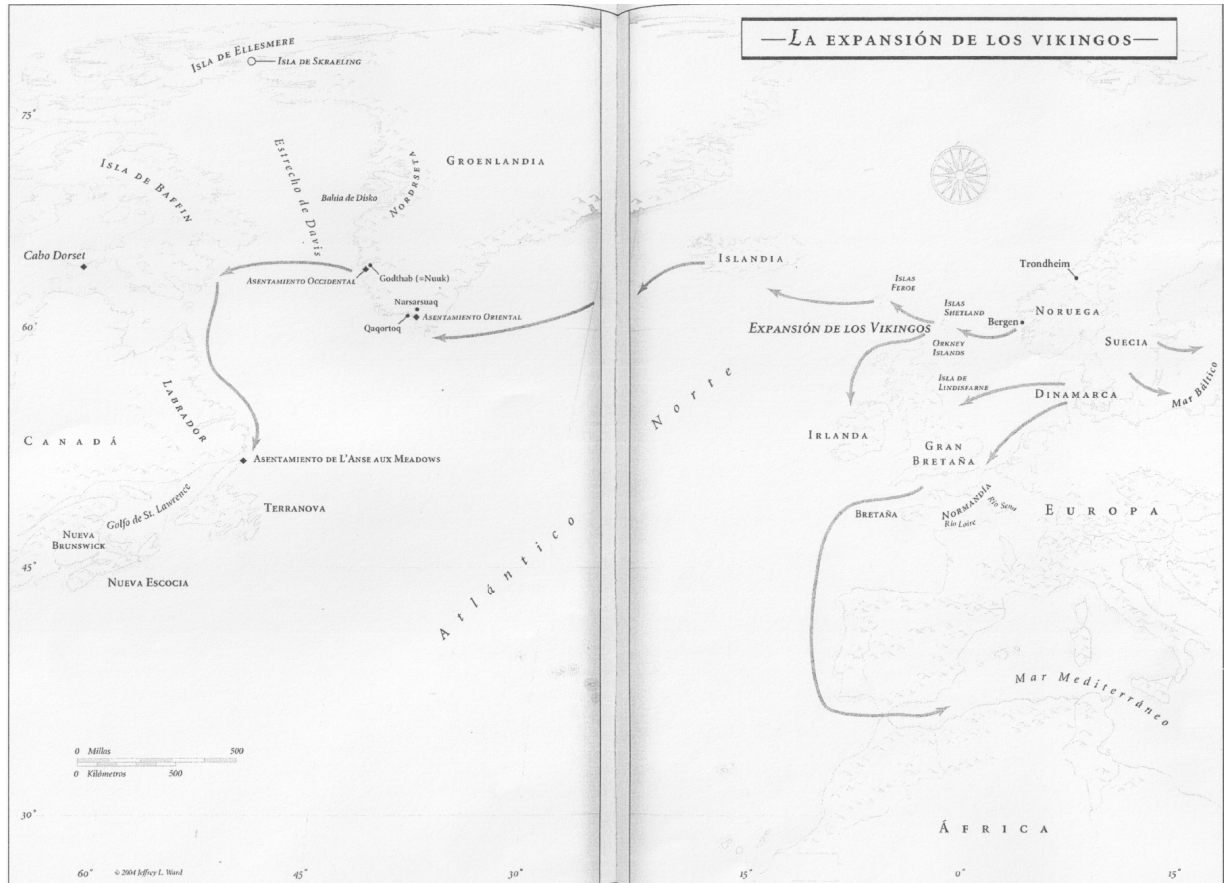 LA EXPANSIÓN DE LOS VIKINGOS
ISLA DE ELLESMERE
ISLA DE SKRAELING
75°
ISLA DE BAFFIN
Estrecho de Davis
Bahia de Disko
NORDRSETA
GROENLANDIA
Cabo Dorset
ASENTAMIENTO OCCIDENTAL
Godthab (=Nuuk)
Narsarsuaq
Qaqortoq
ASENTAMIENTO ORIENTAL
60°
LABRADOR
CANADÁ
ASENTAMIENTO DE L'ANSE AUX MEADOWS
Golfo de St. Lawrence
TERRANOVA
NUEVA
BRUNSWICK
45°
NUEVA ESCOCIA
Atlántico
Norte
0 Millas 500
0 Kilómetros 500
30°
60°
© 2004 Jeffrey L. Ward
45°
30°
ISLANDIA
ISLAS
FEROE
ISLAS
SHETLAND
Trondheim
NORUEGA
Bergen
EXPANSIÓN DE LOS VIKINGOS
ORKNEY
ISLANDS
SUECIA
Mar Báltico
ISLA DE
LINDISFARNE
DINAMARCA
IRLANDA
GRAN
BRETAÑA
BRETAÑA
NORMANDÍA
Río Sena
Río Loire
EUROPA
Mar Mediterráneo
ÁFRICA
15°
0°
15°